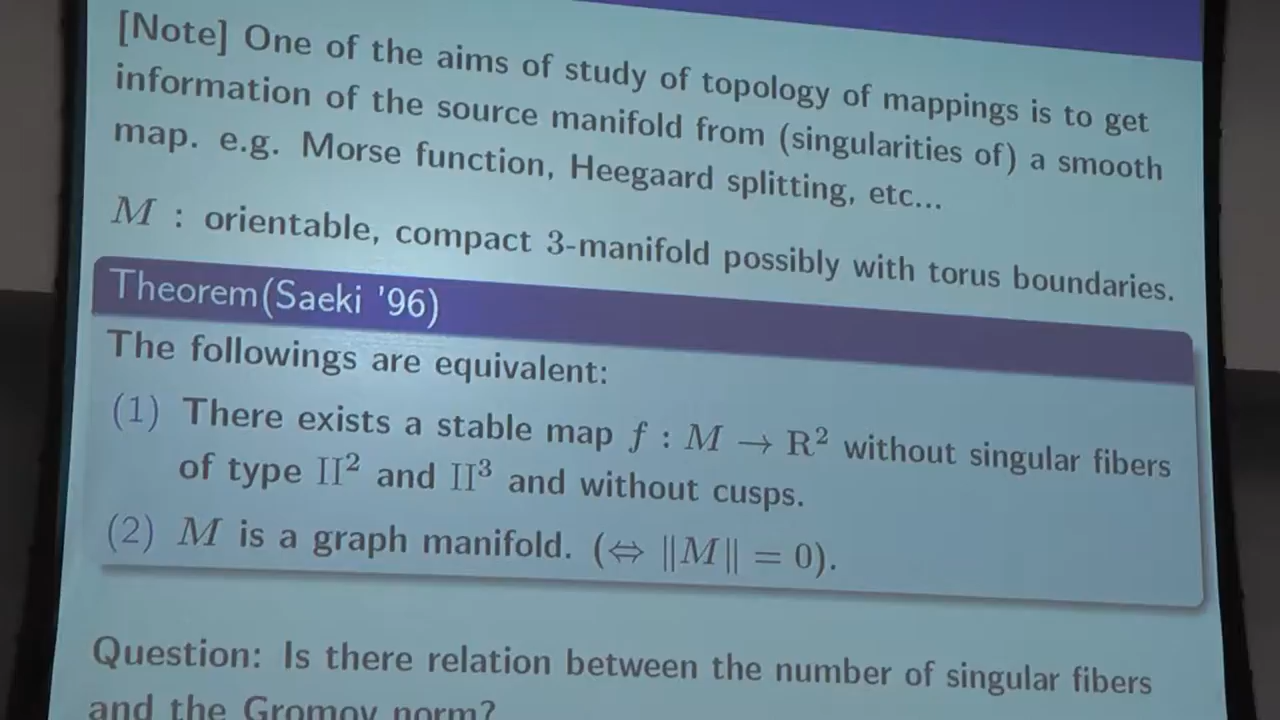 [Note] One of the aims of study of topology of mappings is to get
information of the source manifold from (singularities of) a smooth
map. e.g. Morse function, Heegaard splitting, etc...
M : orientable, compact 3-manifold possibly with torus boundaries.
Theorem(Saeki '96)
The followings are equivalent:
(1) There exists a stable map f : M → R² without singular fibers
of type II² and II³ and without cusps.
(2) M is a graph manifold. (⇔ ||M|| = 0).
Question: Is there relation between the number of singular fibers
and the Gromov norm?